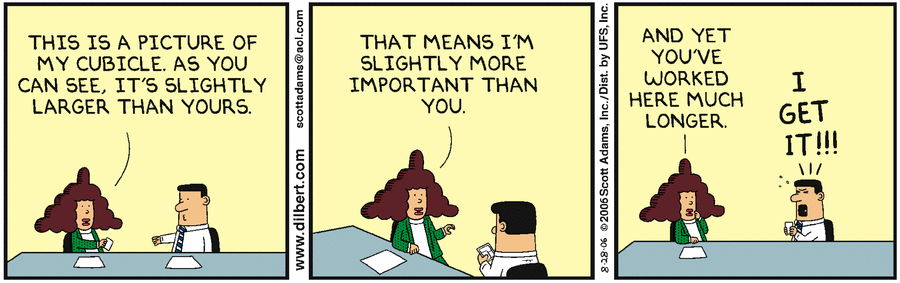 THIS IS A PICTURE OF
MY CUBICLE. AS YOU
CAN SEE, IT'S SLIGHTLY
LARGER THAN YOURS.
www.dilbert.com scottadams@aol.com
THAT MEANS I'M
SLIGHTLY MORE
IMPORTANT THAN
YOU.
8-28-06 ©2006 Scott Adams, Inc./Dist. by UFS, Inc.
AND YET
YOU'VE
WORKED
HERE MUCH
LONGER.
I
GET
IT!!!